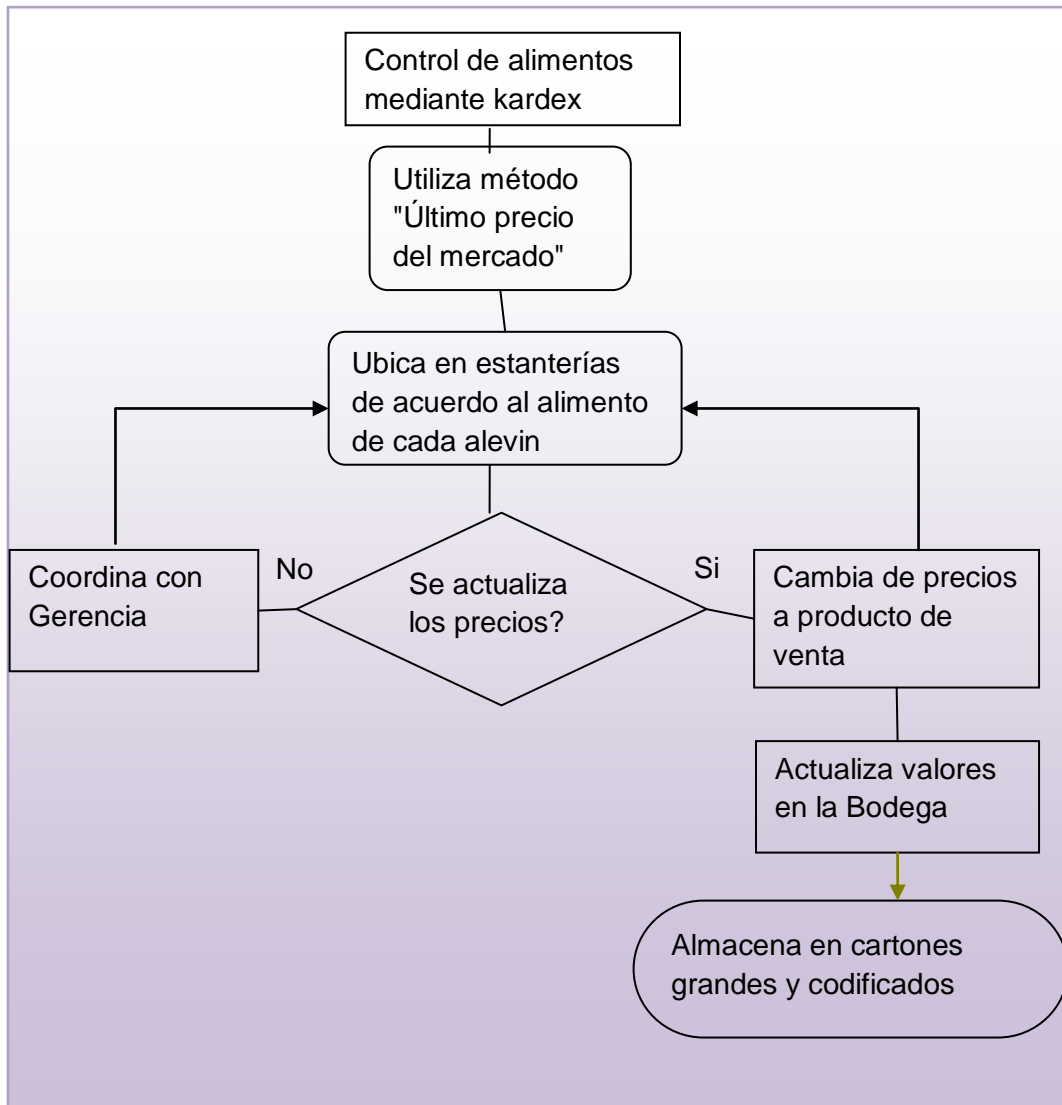 Control de alimentos
mediante kardex
Utiliza método
"Último precio
del mercado"
Ubica en estanterías
de acuerdo al alimento
de cada alevin
Coordina con
Gerencia
No
Se actualiza
los precios?
Si
Cambia de precios
a producto de
venta
Actualiza valores
en la Bodega
Almacena en cartones
grandes y codificados